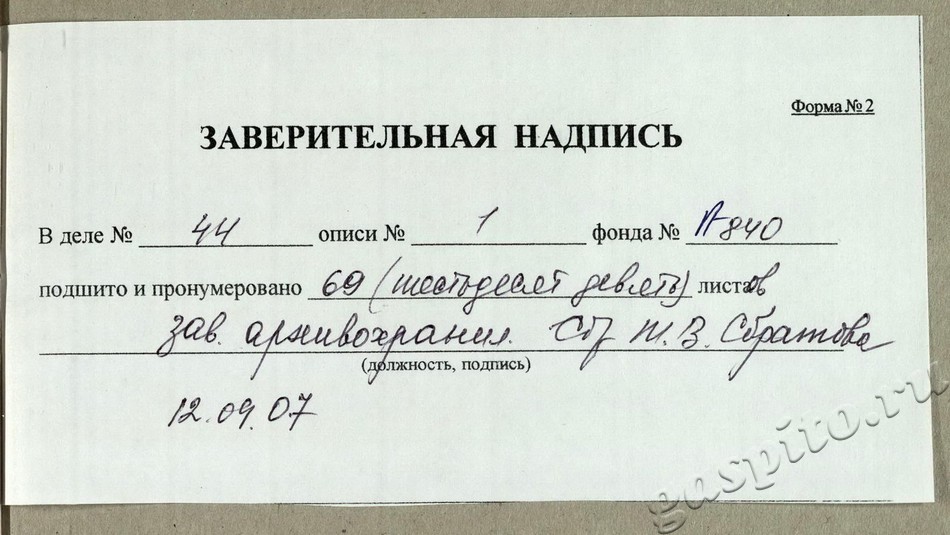 Форма № 2
ЗАВЕРИТЕЛЬНАЯ НАДПИСЬ
В деле № 44 описи № 1 фонда № П-840
подшито и пронумеровано 69 (шестьдесят девять) листов
Зав. архивохранил. Т.В.
(должность, подпись)
12.09.07
gaspito.ru